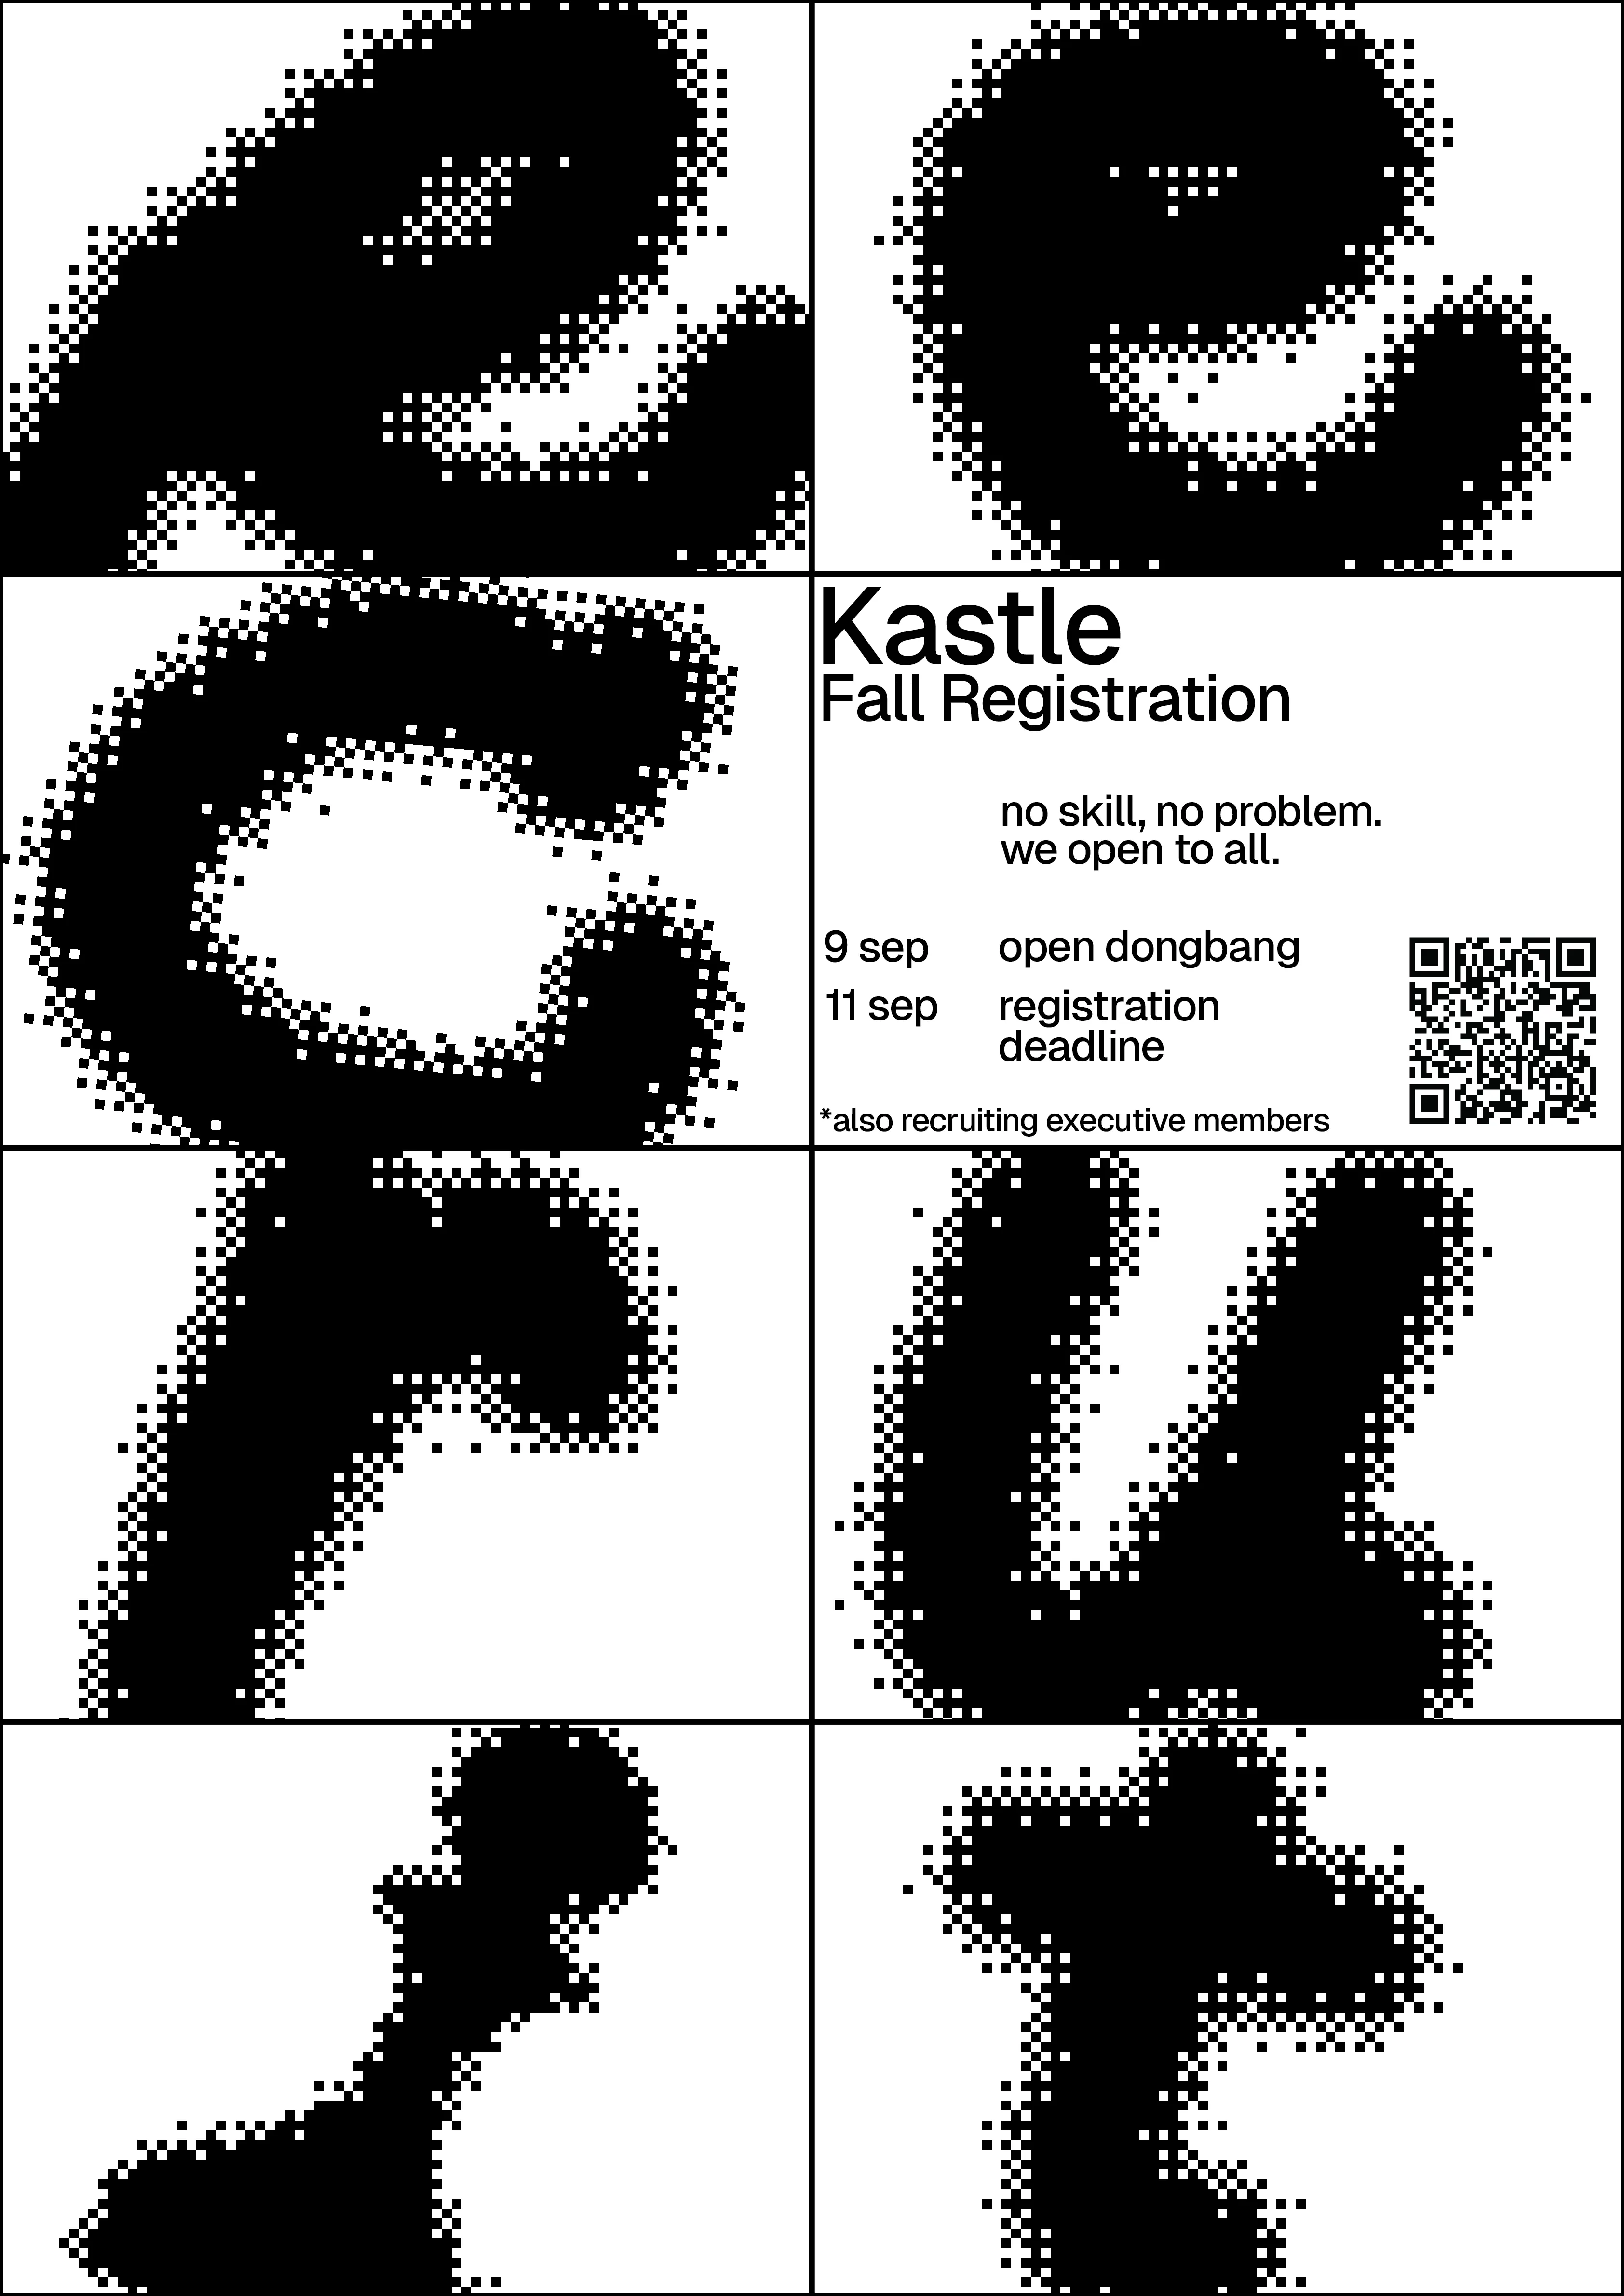 R e
c
Kastle
Fall Registration
no skill, no problem.
we open to all.
9 sep open dongbang
11 sep registration
deadline
*also recruiting executive members
r u
i t